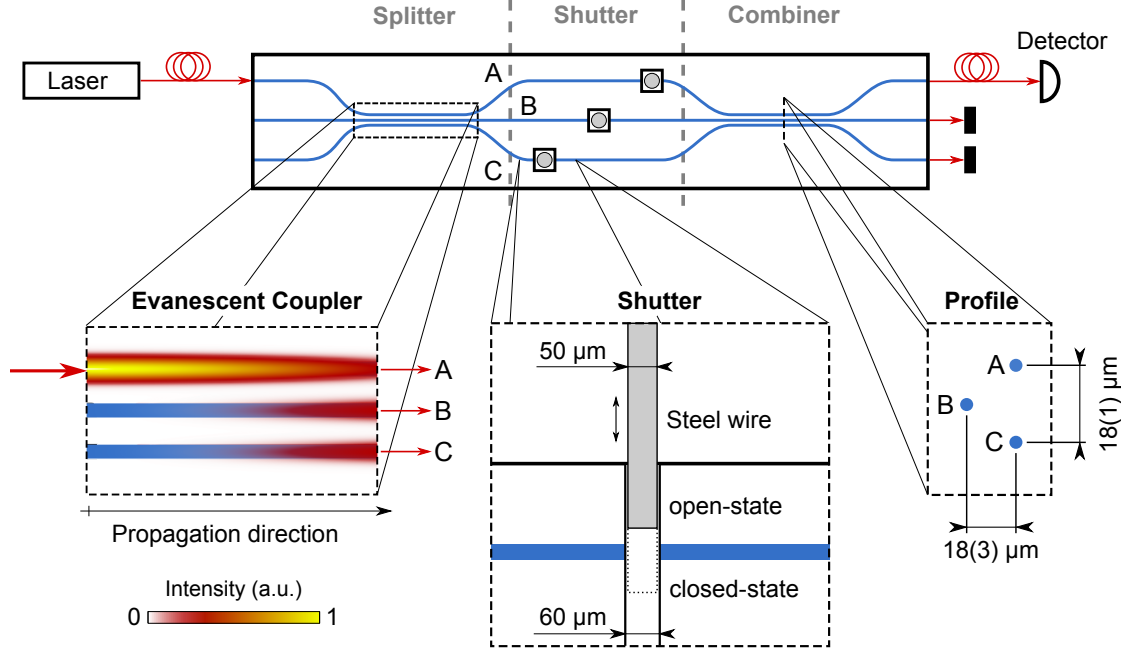 Splitter
Shutter
Combiner
Laser
Detector
A
B
C
Evanescent Coupler
Shutter
Profile
A
B
C
Propagation direction
Intensity (a.u.)
0
1
50 µm
Steel wire
open-state
closed-state
60 µm
A
B
C
18(1) µm
18(3) µm